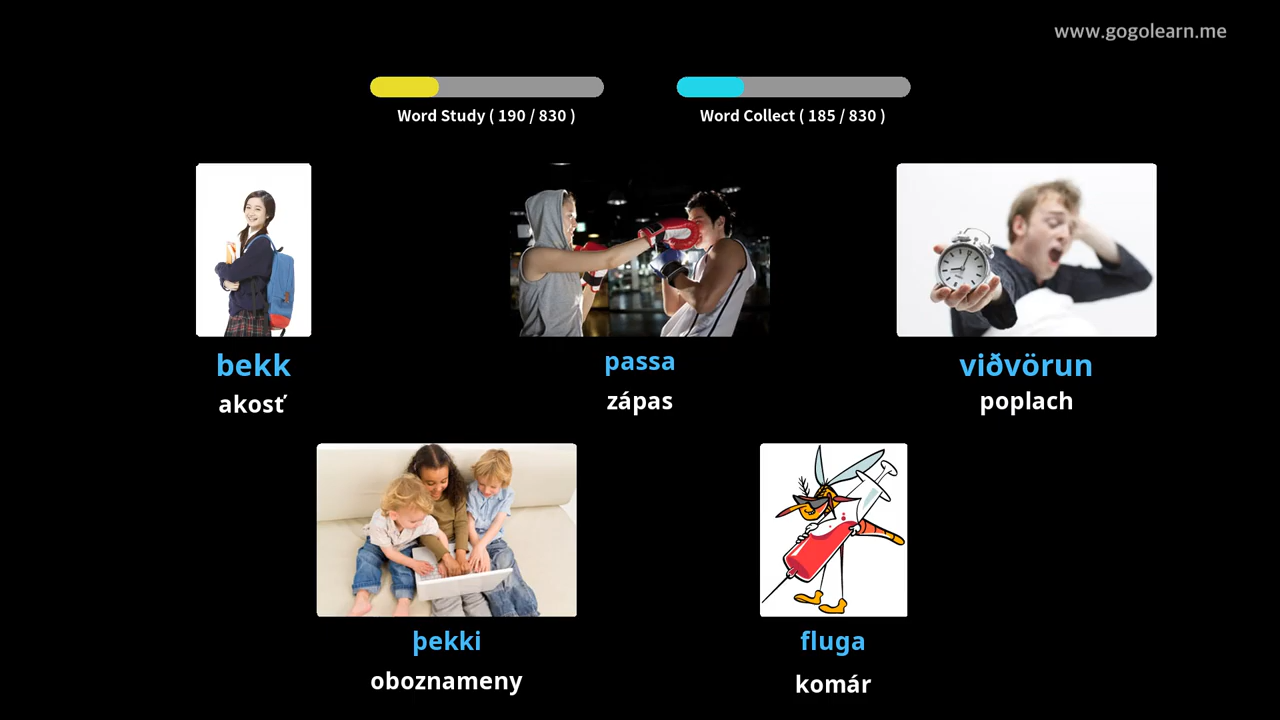 www.gogolearn.me
Word Study ( 190 / 830 )
Word Collect ( 185 / 830 )
bekk
akosť
passa
zápas
viðvörun
poplach
þekki
oboznameny
fluga
komár